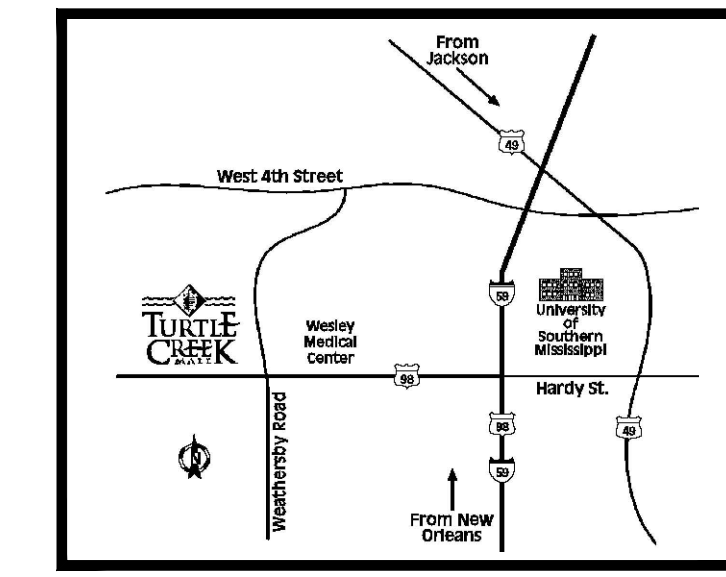 From
Jackson
49
West 4th Street
59
University
of
Southern
Mississippi
TURTLE
CREEK
MALL
Wesley
Medical
Center
98
Hardy St.
Weathersby Road
98
49
N
59
From New
Orleans